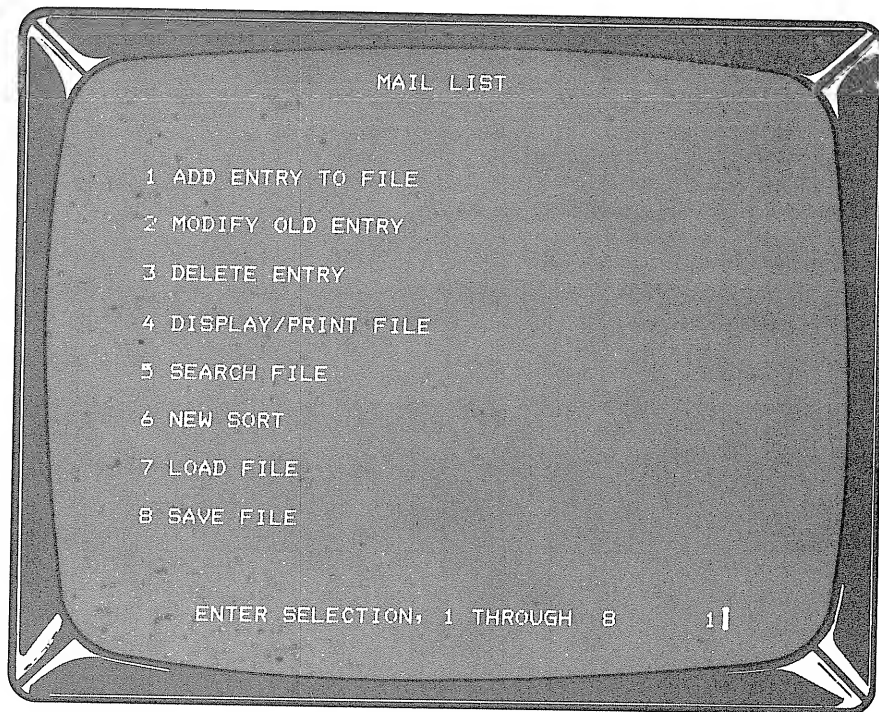 MAIL LIST
1 ADD ENTRY TO FILE
2 MODIFY OLD ENTRY
3 DELETE ENTRY
4 DISPLAY/PRINT FILE
5 SEARCH FILE
6 NEW SORT
7 LOAD FILE
8 SAVE FILE
ENTER SELECTION, 1 THROUGH 8 1